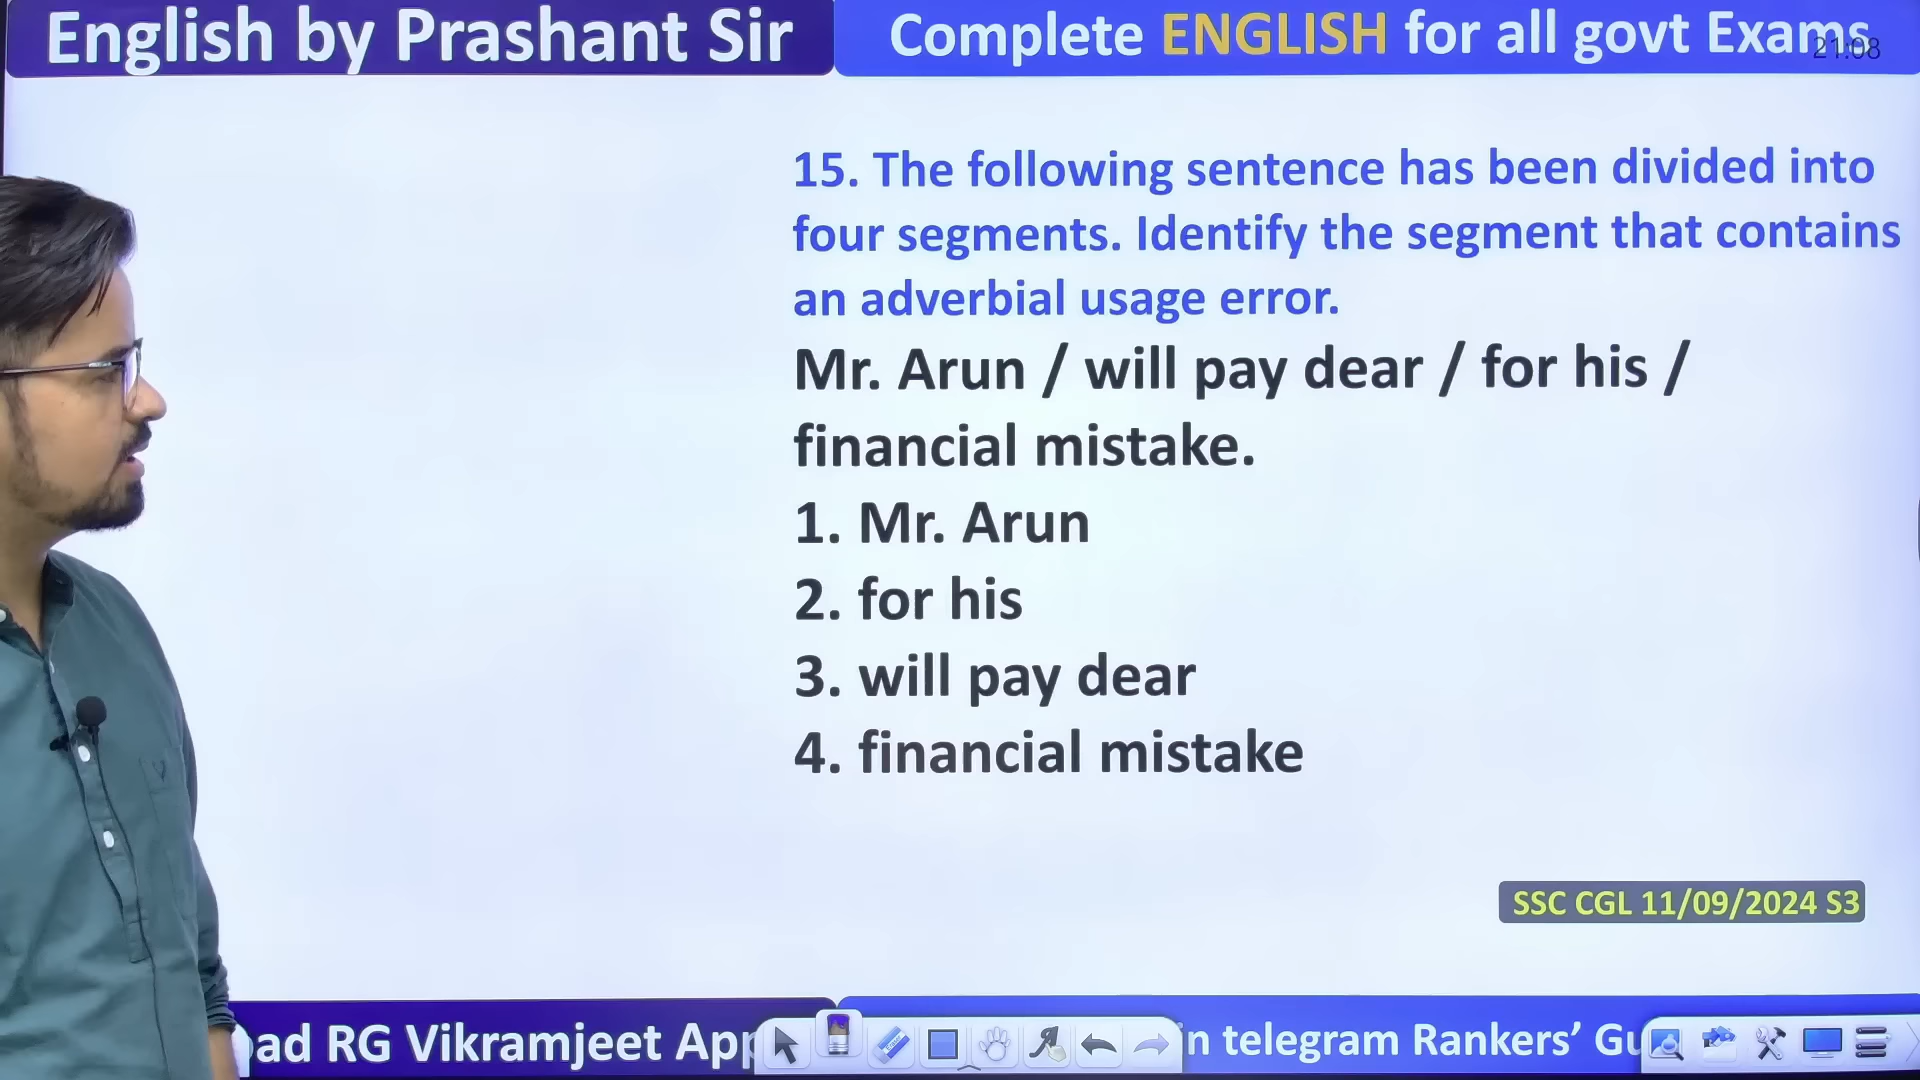 English by Prashant Sir
Complete ENGLISH for all govt Exams
21:08
15. The following sentence has been divided into
four segments. Identify the segment that contains
an adverbial usage error.
Mr. Arun / will pay dear / for his /
financial mistake.
1. Mr. Arun
2. for his
3. will pay dear
4. financial mistake
SSC CGL 11/09/2024 S3
RG Vikramjeet App
in telegram Rankers’